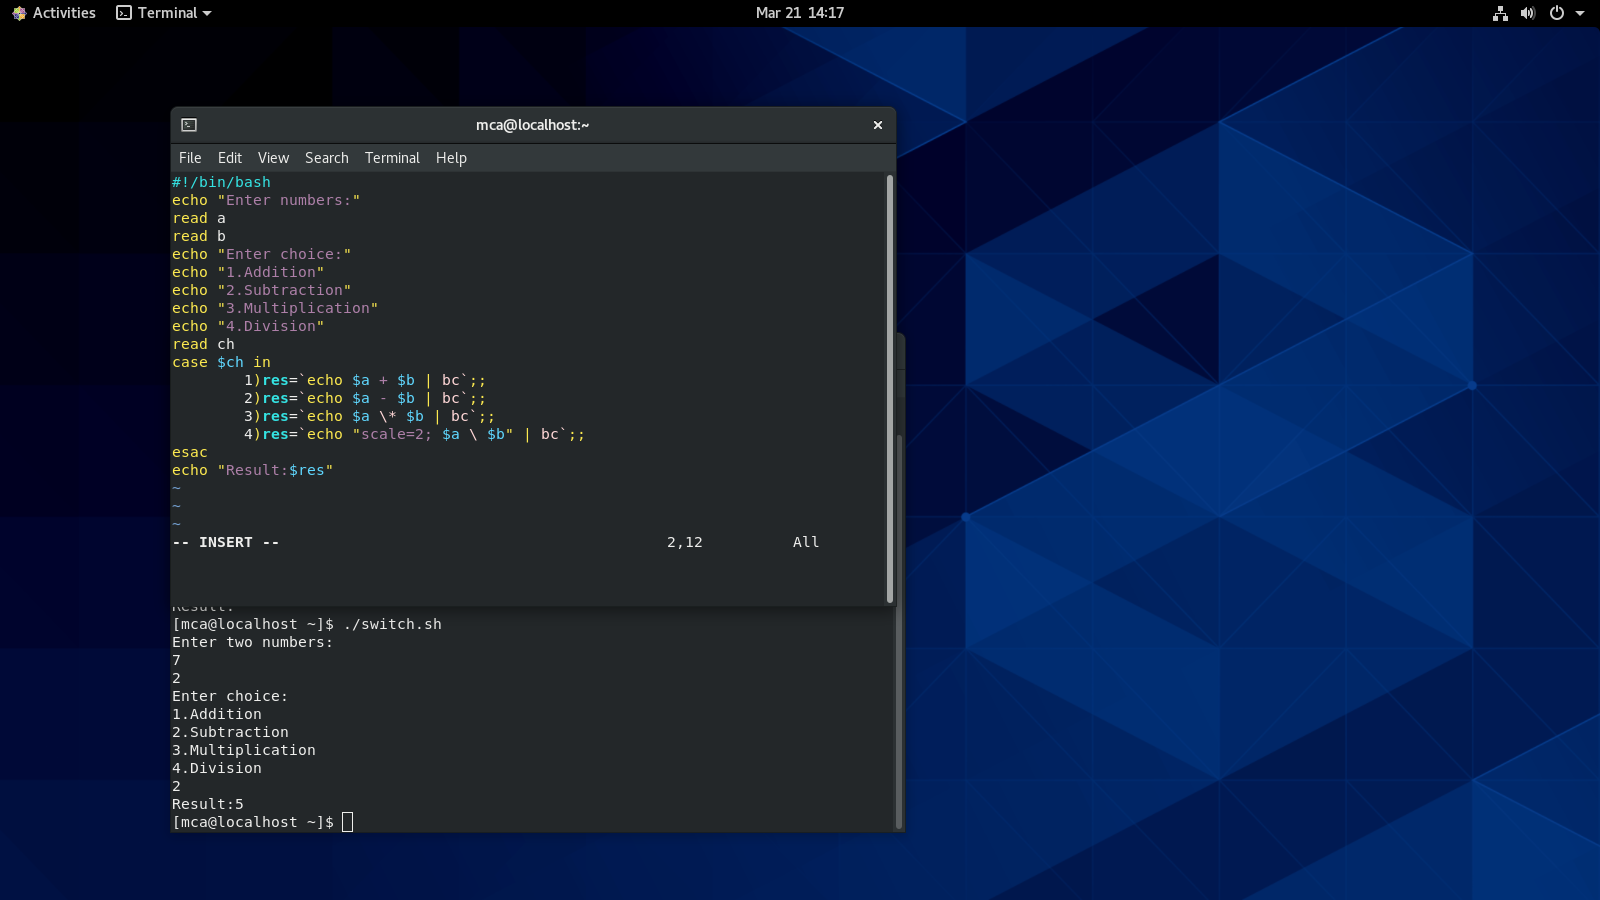 Activities Terminal Mar 21 14:17
mca@localhost:~
File Edit View Search Terminal Help
#!/bin/bash
echo "Enter numbers:"
read a
read b
echo "Enter choice:"
echo "1.Addition"
echo "2.Subtraction"
echo "3.Multiplication"
echo "4.Division"
read ch
case $ch in
        1)res=`echo $a + $b | bc`;;
        2)res=`echo $a - $b | bc`;;
        3)res=`echo $a \* $b | bc`;;
        4)res=`echo "scale=2; $a \ $b" | bc`;;
esac
echo "Result:$res"
~
~
~
-- INSERT -- 2,12 All
Result:
[mca@localhost ~]$ ./switch.sh
Enter two numbers:
7
2
Enter choice:
1.Addition
2.Subtraction
3.Multiplication
4.Division
2
Result:5
[mca@localhost ~]$